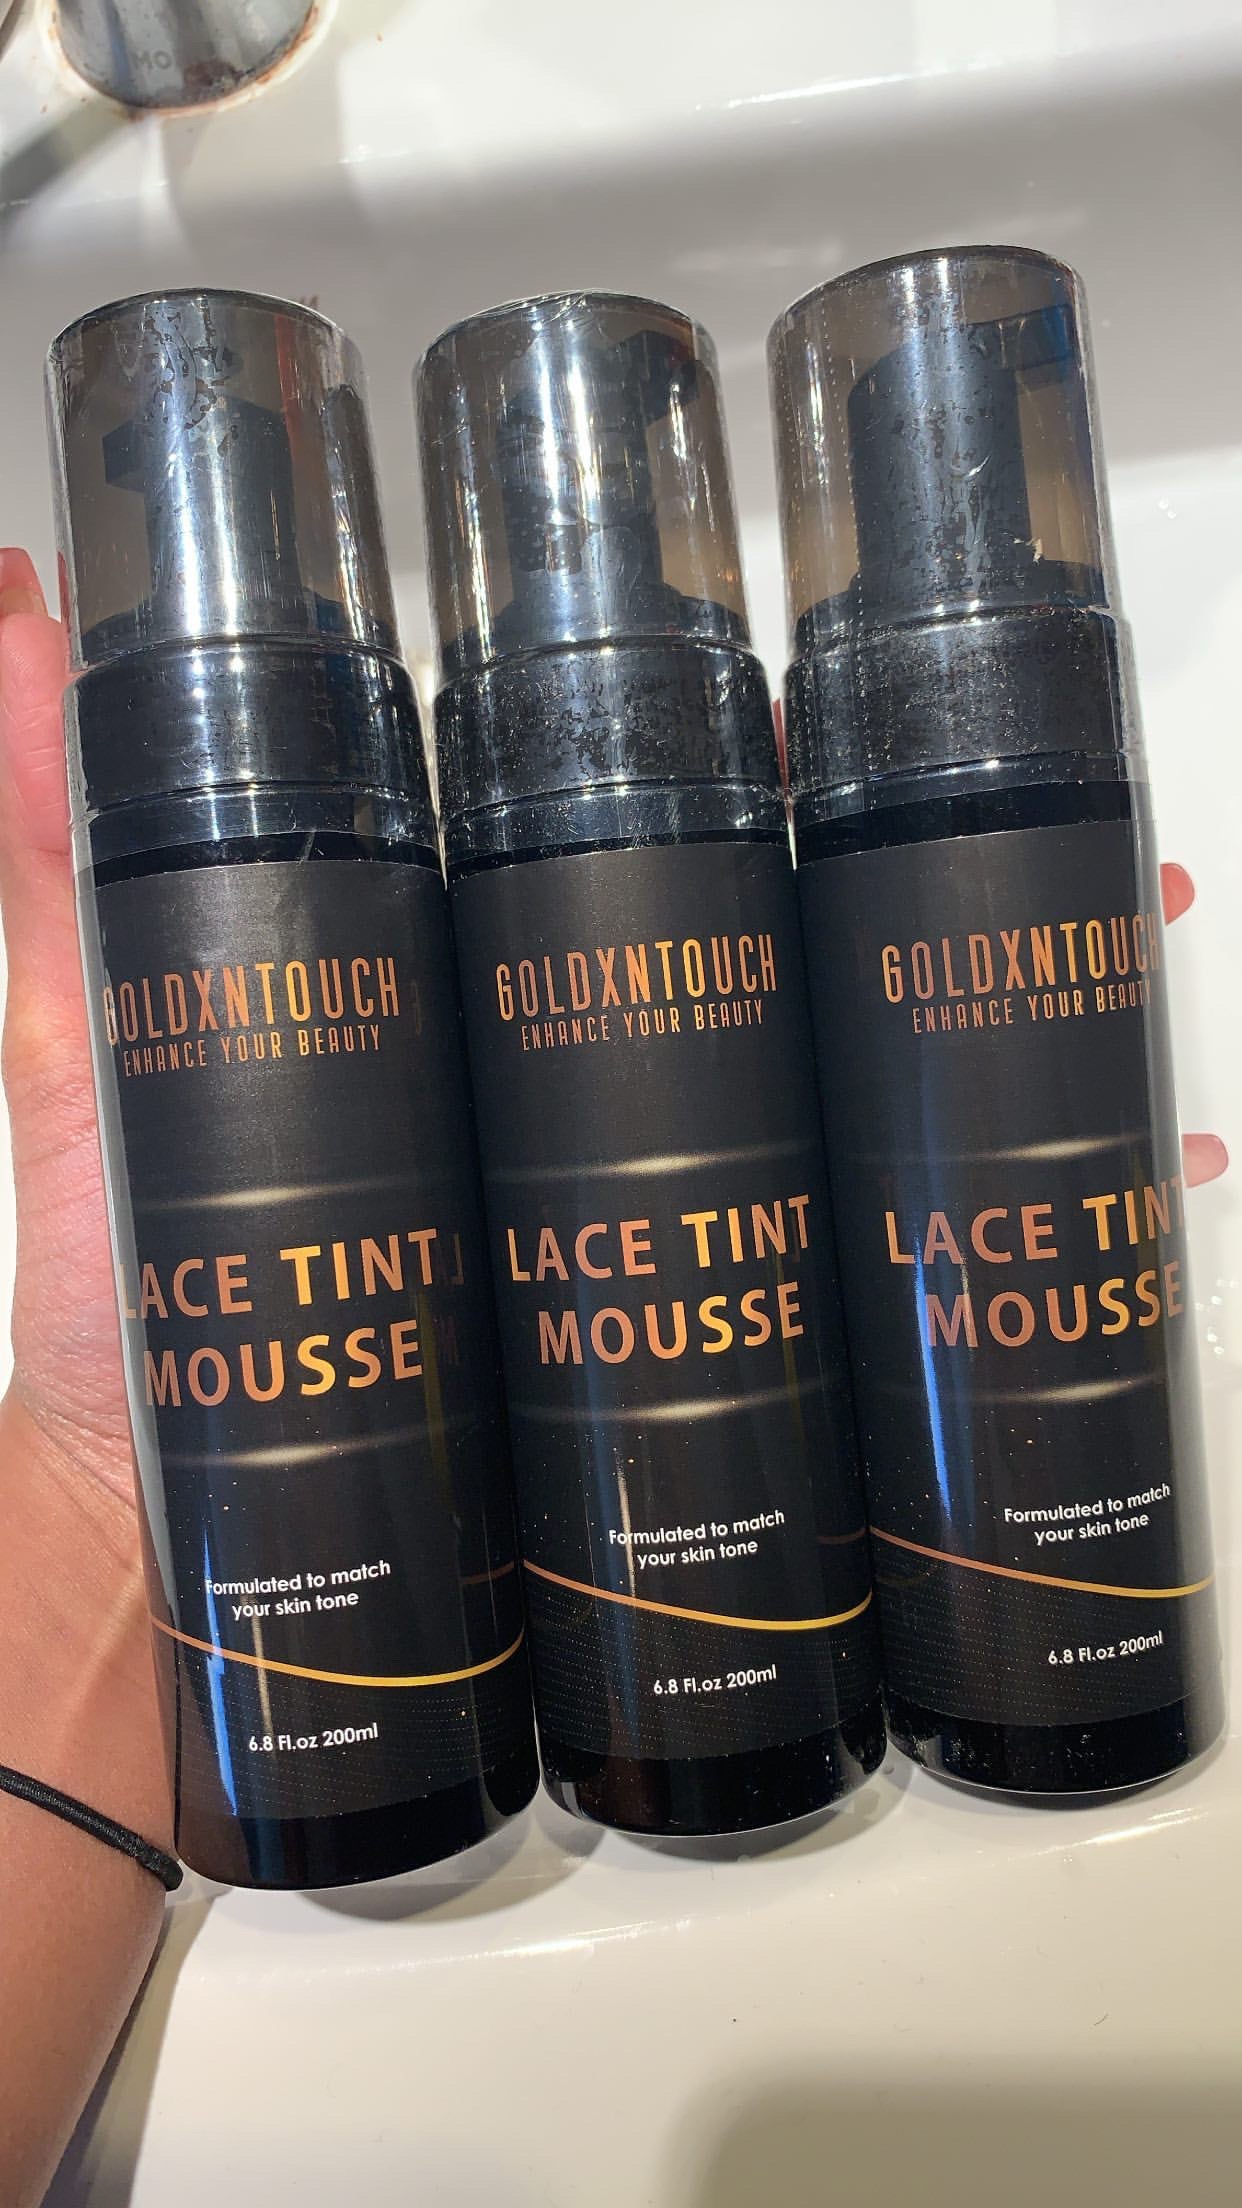 GOLDXNTOUCH
ENHANCE YOUR BEAUTY
LACE TINT
MOUSSE
Formulated to match
your skin tone
6.8 Fl.oz 200ml
GOLDXNTOUCH
ENHANCE YOUR BEAUTY
LACE TINT
MOUSSE
Formulated to match
your skin tone
6.8 Fl.oz 200ml
GOLDXNTOUCH
ENHANCE YOUR BEAUTY
LACE TINT
MOUSSE
Formulated to match
your skin tone
6.8 Fl.oz 200ml